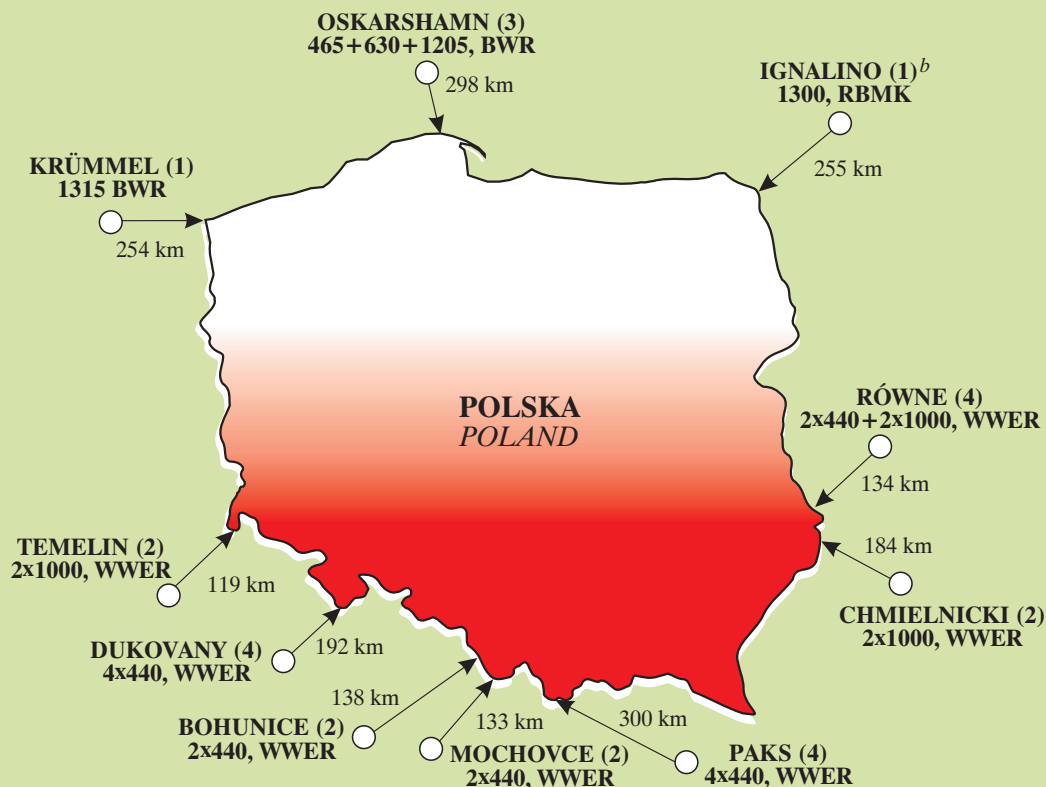 OSKARSHAMN (3)
465+630+1205, BWR
298 km
IGNALINO (1)b
1300, RBMK
255 km
KRÜMMEL (1)
1315 BWR
254 km
POLSKA
POLAND
RÓWNE (4)
2x440+2x1000, WWER
134 km
184 km
CHMIELNICKI (2)
2x1000, WWER
TEMELIN (2)
2x1000, WWER
119 km
DUKOVANY (4)
4x440, WWER
192 km
BOHUNICE (2)
2x440, WWER
138 km
MOCHOVCE (2)
2x440, WWER
133 km
PAKS (4)
4x440, WWER
300 km